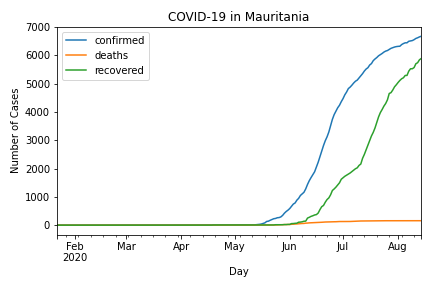 COVID-19 in Mauritania
confirmed
deaths
recovered
Number of Cases
7000
6000
5000
4000
3000
2000
1000
0
Feb Mar Apr May Jun Jul Aug
2020
Day